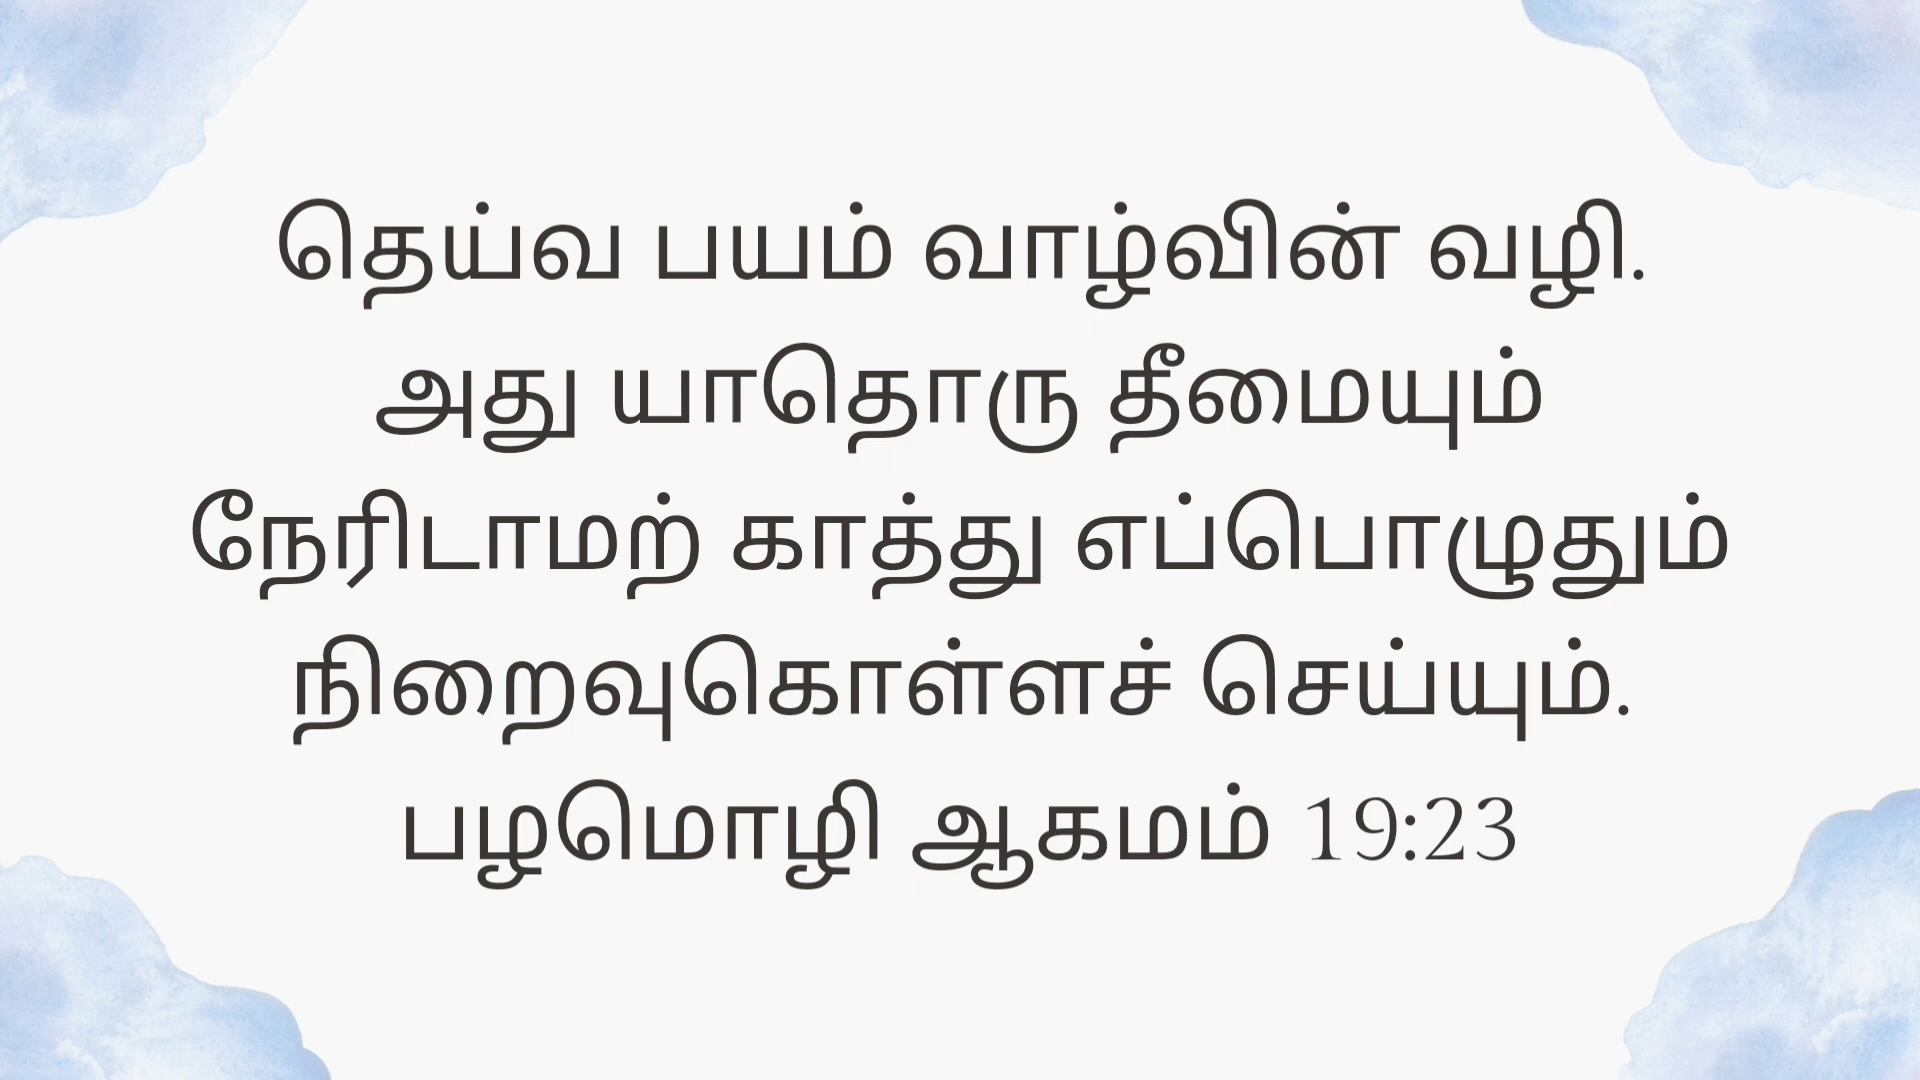 தெய்வ பயம் வாழ்வின் வழி.
அது யாதொரு தீமையும்
நேரிடாமற் காத்து எப்பொழுதும்
நிறைவுகொள்ளச் செய்யும்.
பழமொழி ஆகமம் 19:23